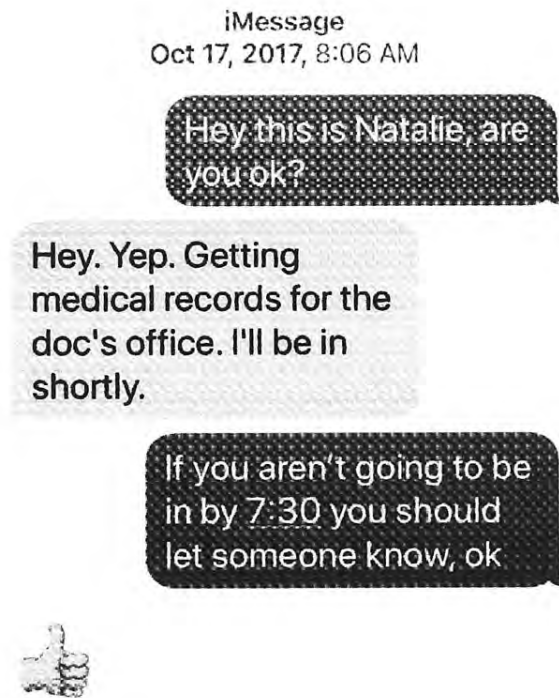 iMessage
Oct 17, 2017, 8:06 AM
Hey this is Natalie, are
you ok?
Hey. Yep. Getting
medical records for the
doc's office. I'll be in
shortly.
If you aren't going to be
in by 7:30 you should
let someone know, ok